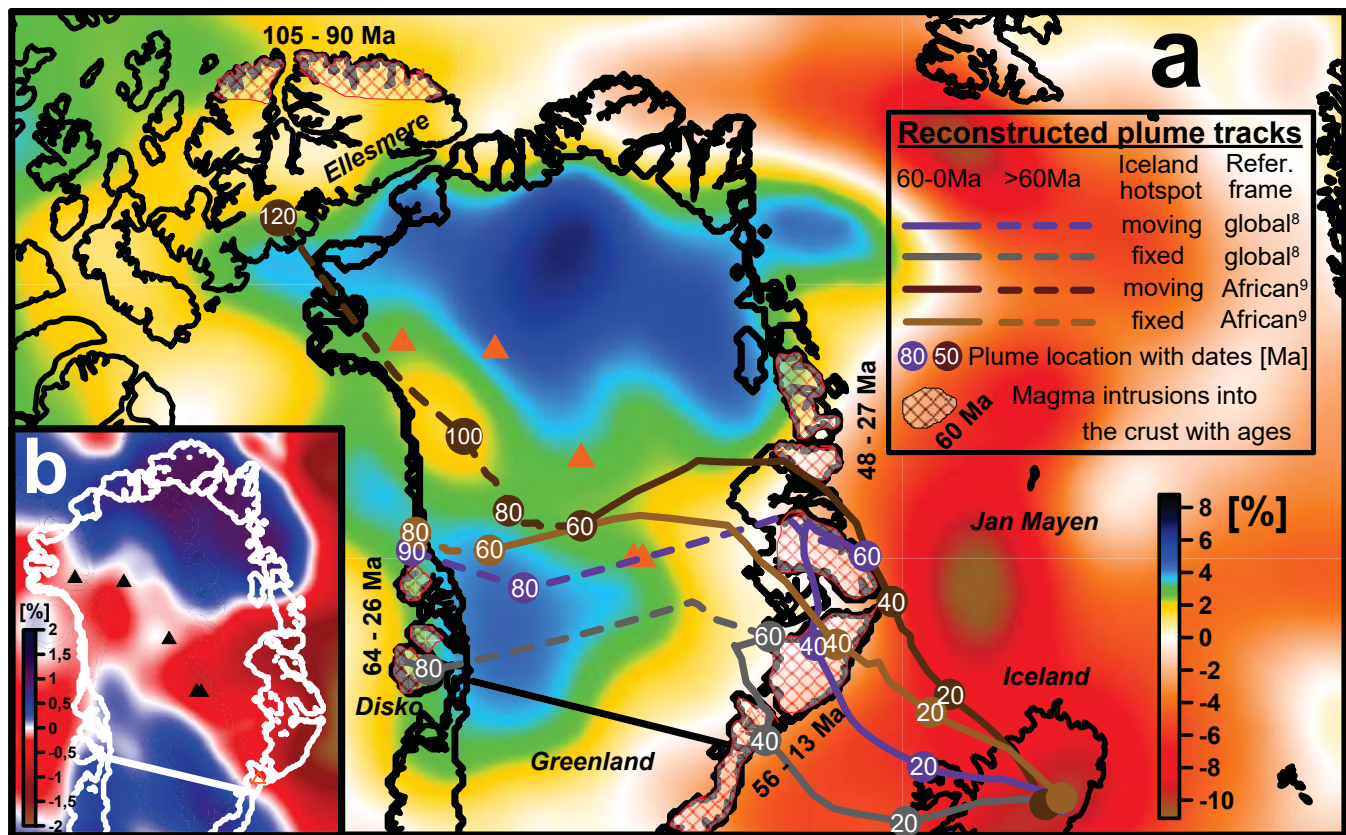 105 - 90 Ma
a
Ellesmere
Reconstructed plume tracks
60-0Ma >60Ma Iceland hotspot Refer. frame
moving global⁸
fixed global⁸
moving African⁹
fixed African⁹
80 50 Plume location with dates [Ma]
60 Ma Magma intrusions into
the crust with ages
120
100
80
60
80
60
90
80
60
80
60
48 - 27 Ma
64 - 26 Ma
56 - 13 Ma
40
40
40
40
20
20
20
20
Jan Mayen
Iceland
Disko
Greenland
[%]
8
6
4
2
0
-2
-4
-6
-8
-10
b
[%]
2
1,5
1
0,5
0
-0,5
-1
-1,5
-2